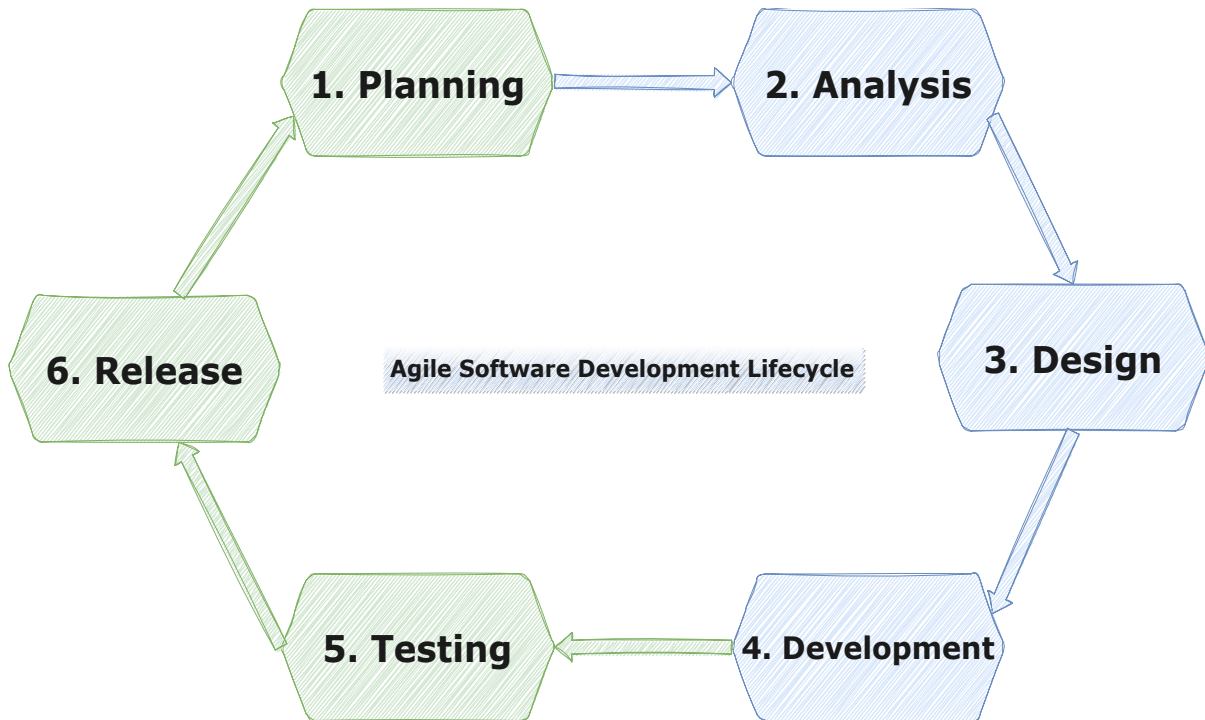 1. Planning
2. Analysis
6. Release
Agile Software Development Lifecycle
3. Design
5. Testing
4. Development